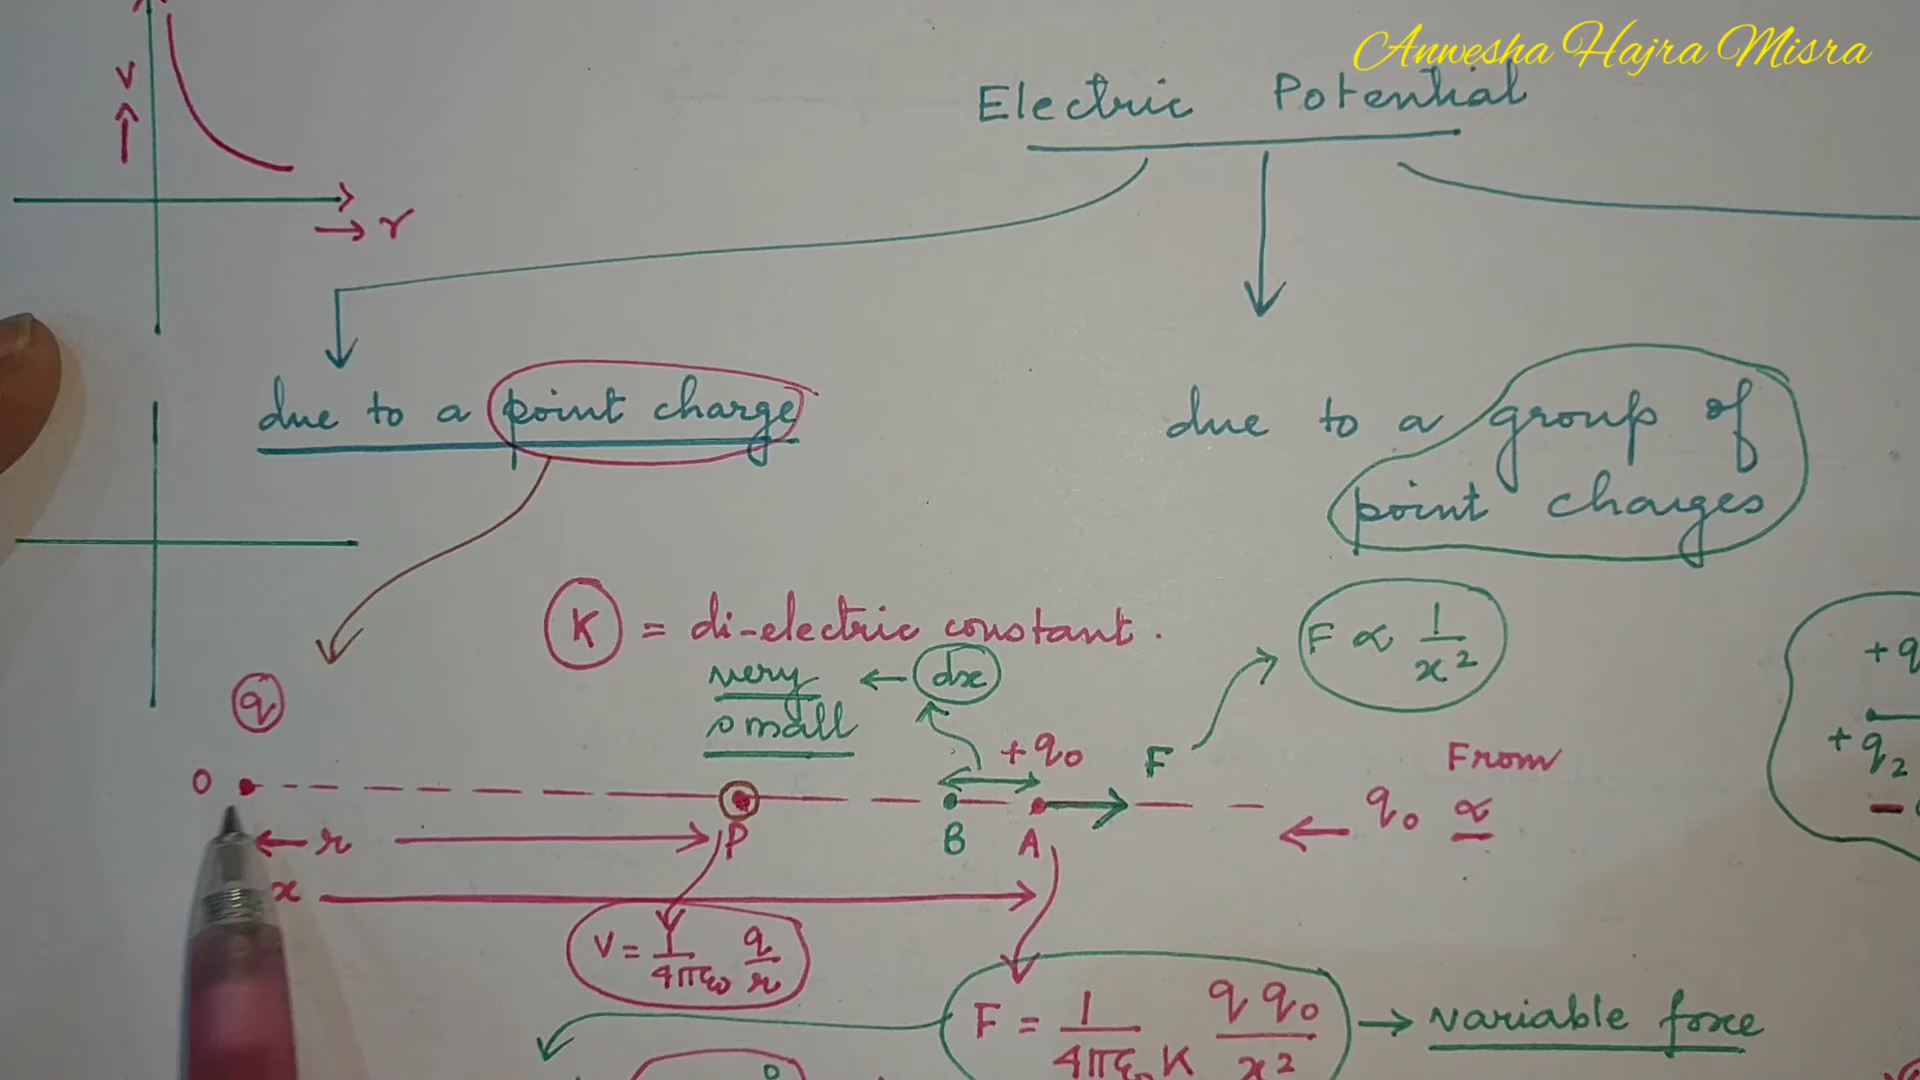 Anwesha Hajra Misra
V
Electric Potential
r
due to a point charge
due to a group of
point charges
K = di-electric constant.
very ← dx
small
F ∝ 1/x²
q
+q₀
F
From
O
P
B
A
← q₀ ∝
← r →
x →
+q
+q₂
V = 1/4πε₀ q/r
F = 1/4πε₀K qq₀/x² → variable force